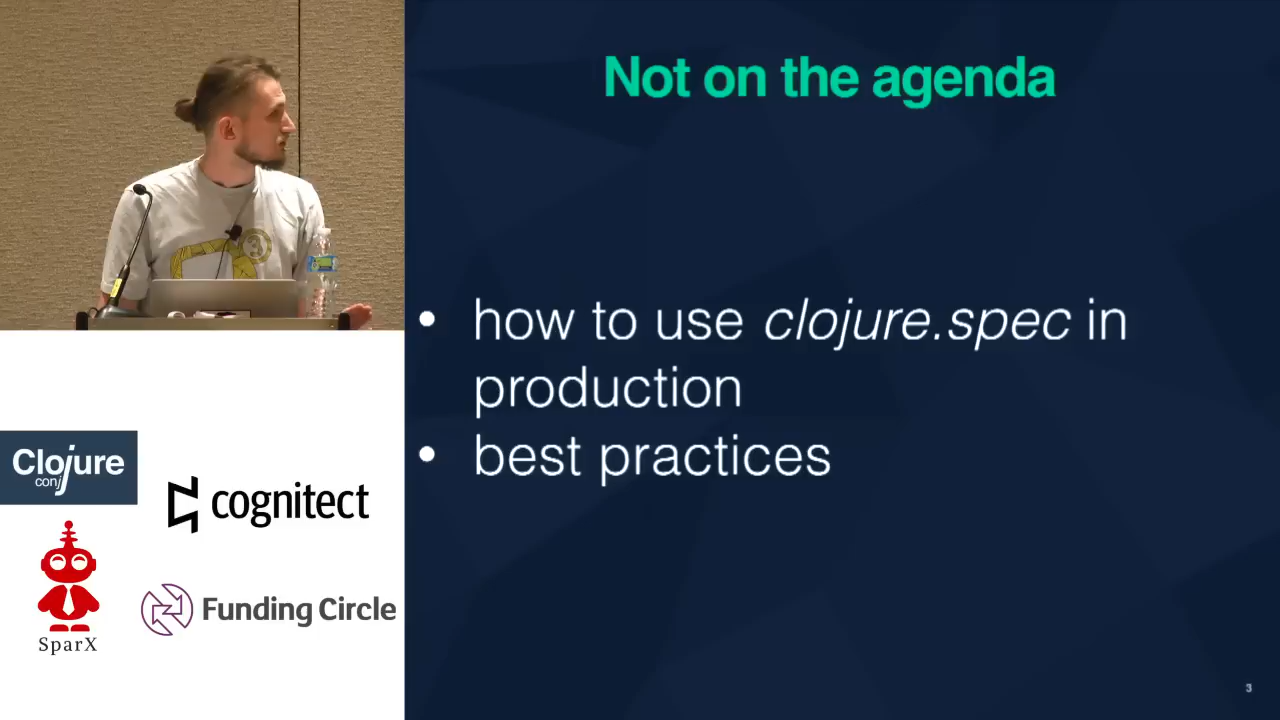 Not on the agenda
• how to use clojure.spec in
production
• best practices
Clojure
conj
cognitect
SparX
Funding Circle
3